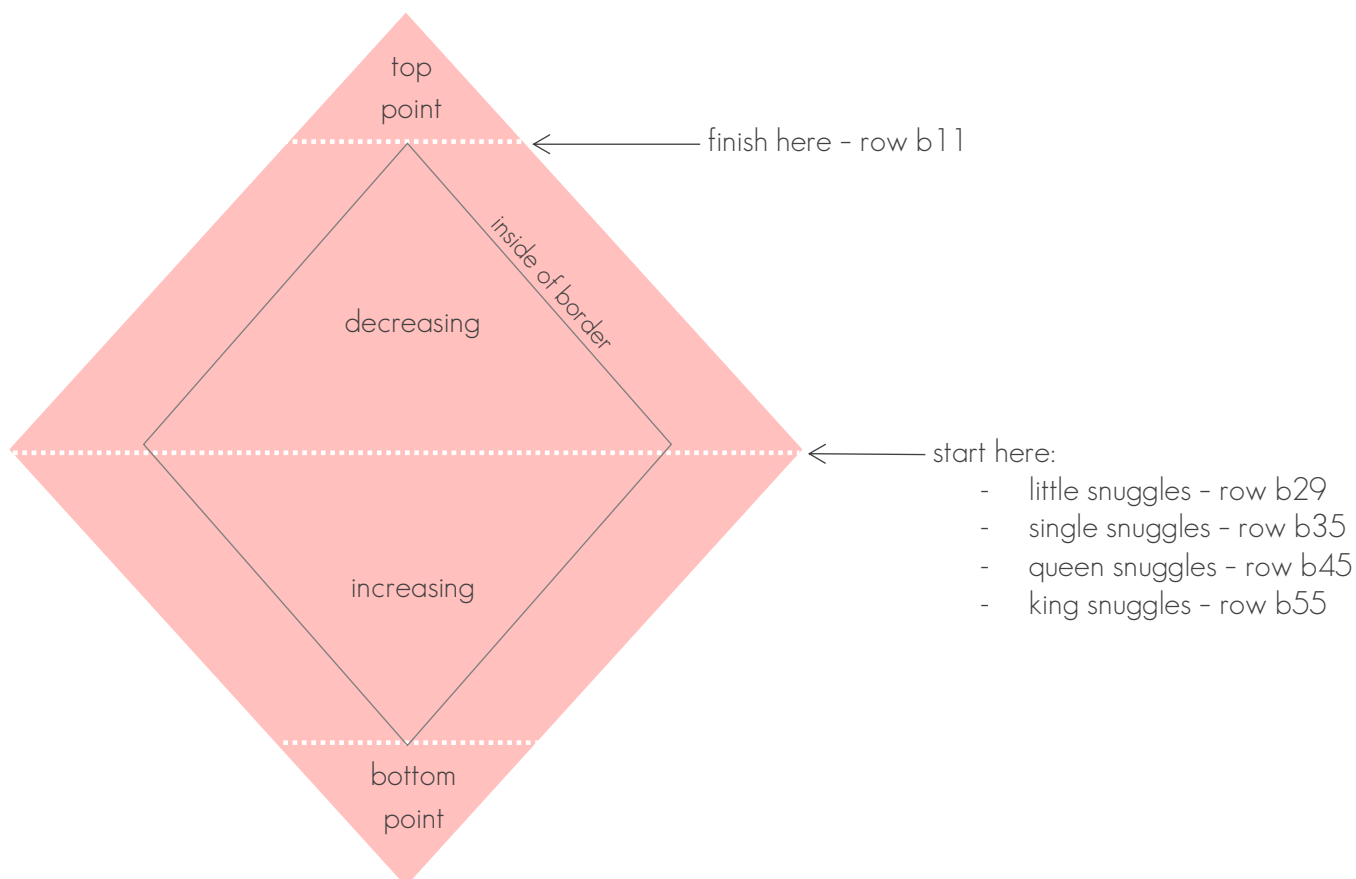 top
point
finish here – row b11
inside of border
decreasing
start here:
- little snuggles – row b29
- single snuggles – row b35
- queen snuggles – row b45
- king snuggles – row b55
increasing
bottom
point